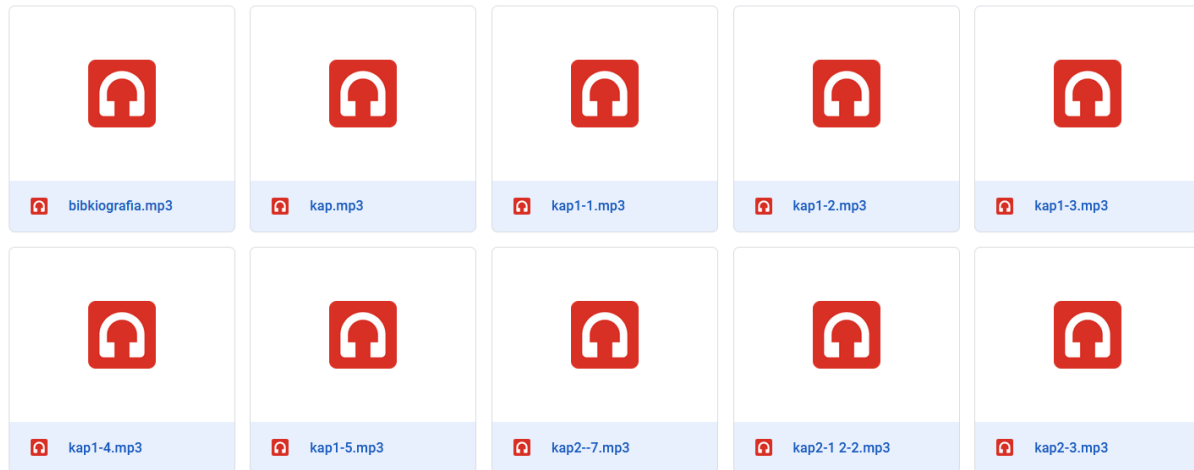 bibkiografia.mp3
kap.mp3
kap1-1.mp3
kap1-2.mp3
kap1-3.mp3
kap1-4.mp3
kap1-5.mp3
kap2--7.mp3
kap2-1 2-2.mp3
kap2-3.mp3